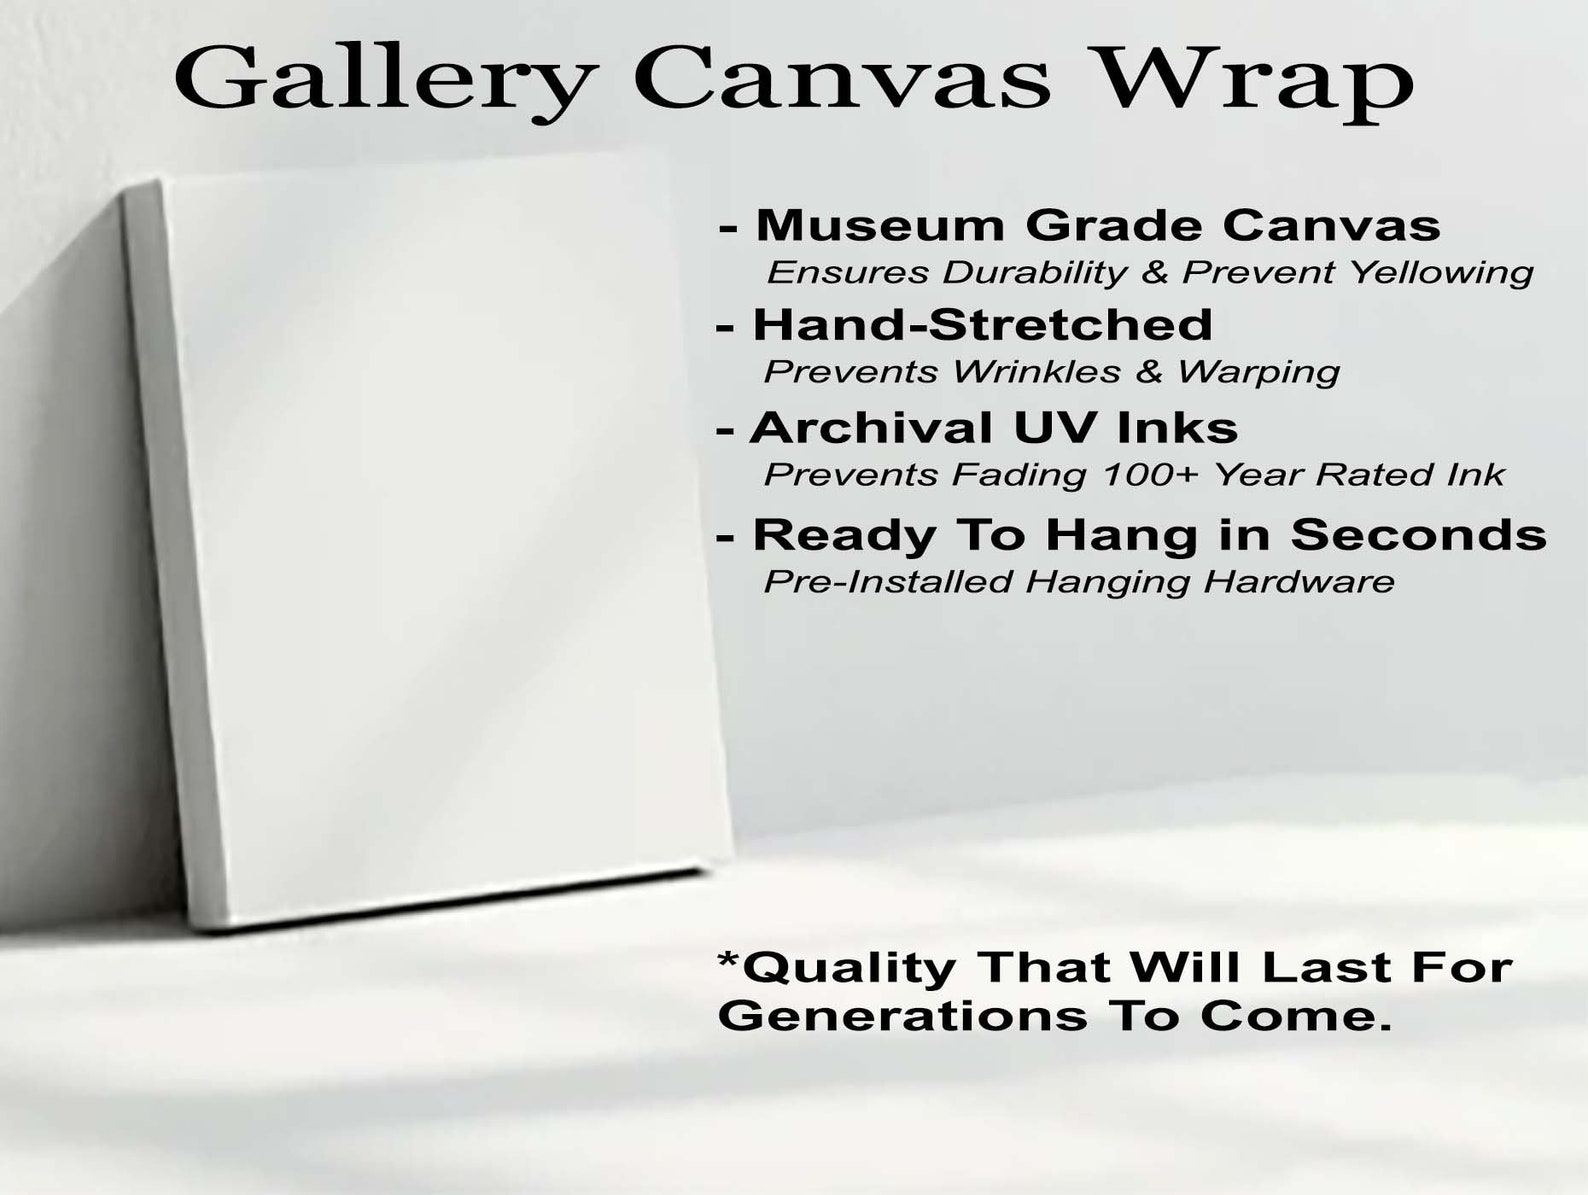 Gallery Canvas Wrap
- Museum Grade Canvas
Ensures Durability & Prevent Yellowing
- Hand-Stretched
Prevents Wrinkles & Warping
- Archival UV Inks
Prevents Fading 100+ Year Rated Ink
- Ready To Hang in Seconds
Pre-Installed Hanging Hardware
*Quality That Will Last For
Generations To Come.